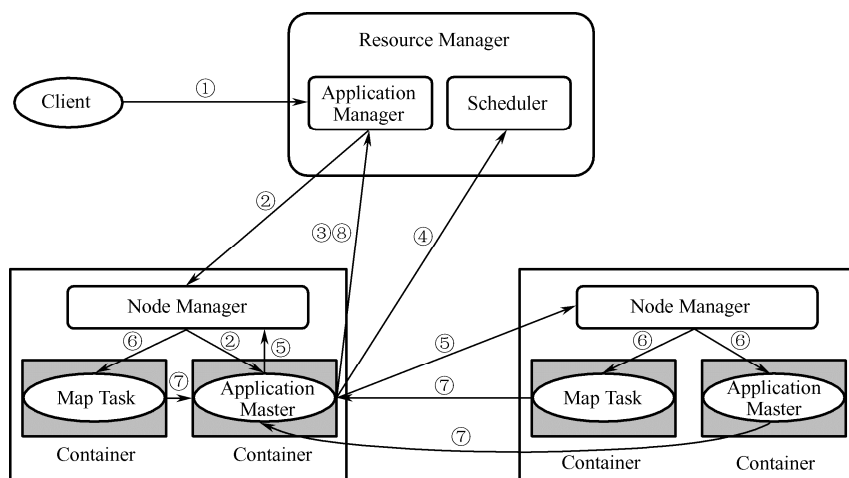 Resource Manager
Client
①
Application
Manager
Scheduler
②
③⑧
④
Node Manager
⑥
②
⑤
Map Task
⑦
Application
Master
Container
Container
⑤
⑦
⑦
Node Manager
⑥
⑥
Map Task
Application
Master
Container
Container